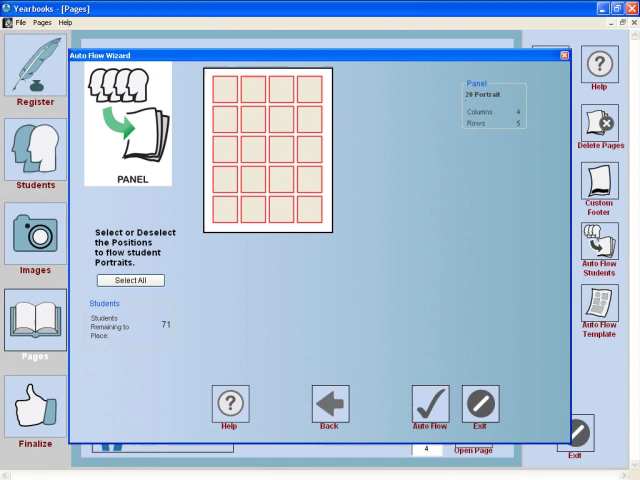 Yearbooks - [Pages]
File Pages Help
Register
Students
Images
Pages
Finalize
Auto Flow Wizard
PANEL
Select or Deselect
the Positions
to flow student
Portraits.
Select All
Students
Students
Remaining to
Place:
71
Panel
20 Portrait
Columns 4
Rows 5
Help
Back
Auto Flow
Exit
4
Open Page
Help
Delete Pages
Custom
Footer
Auto Flow
Students
Auto Flow
Template
Exit